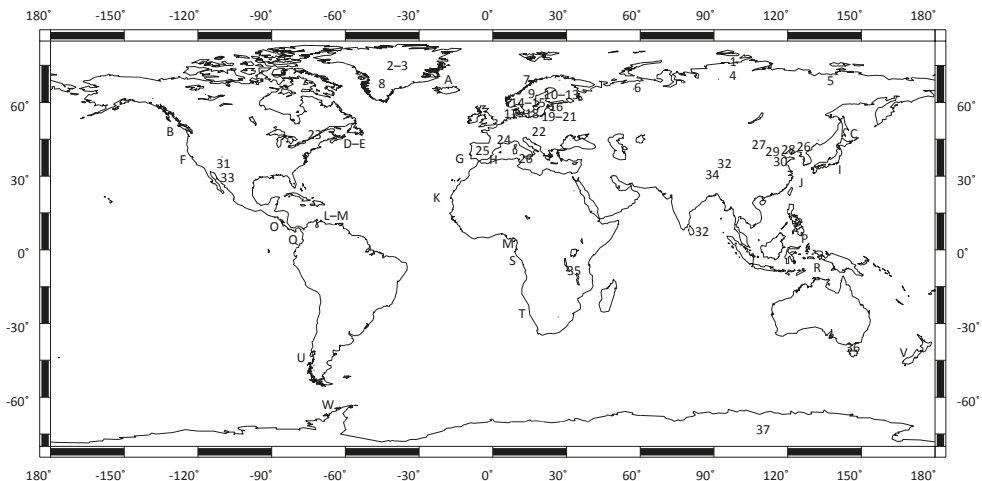 180˚ -150˚ -120˚ -90˚ -60˚ -30˚ 0˚ 30˚ 60˚ 90˚ 120˚ 150˚ 180˚
2–3 1
8 A 7 4
6 5
9 10–13
60˚ 14–15 16 60˚
18 19–21
B 23 22 C
D–E 24 27 28 26
F 31 G 25 H 28 32 29 30
33 34 I
30˚ J 30˚
K
L–M
O P
Q M 32
0˚ S 35 R 0˚
T
-30˚ -30˚
U 36 V
-60˚ W -60˚
37
180˚ -150˚ -120˚ -90˚ -60˚ -30˚ 0˚ 30˚ 60˚ 90˚ 120˚ 150˚ 180˚